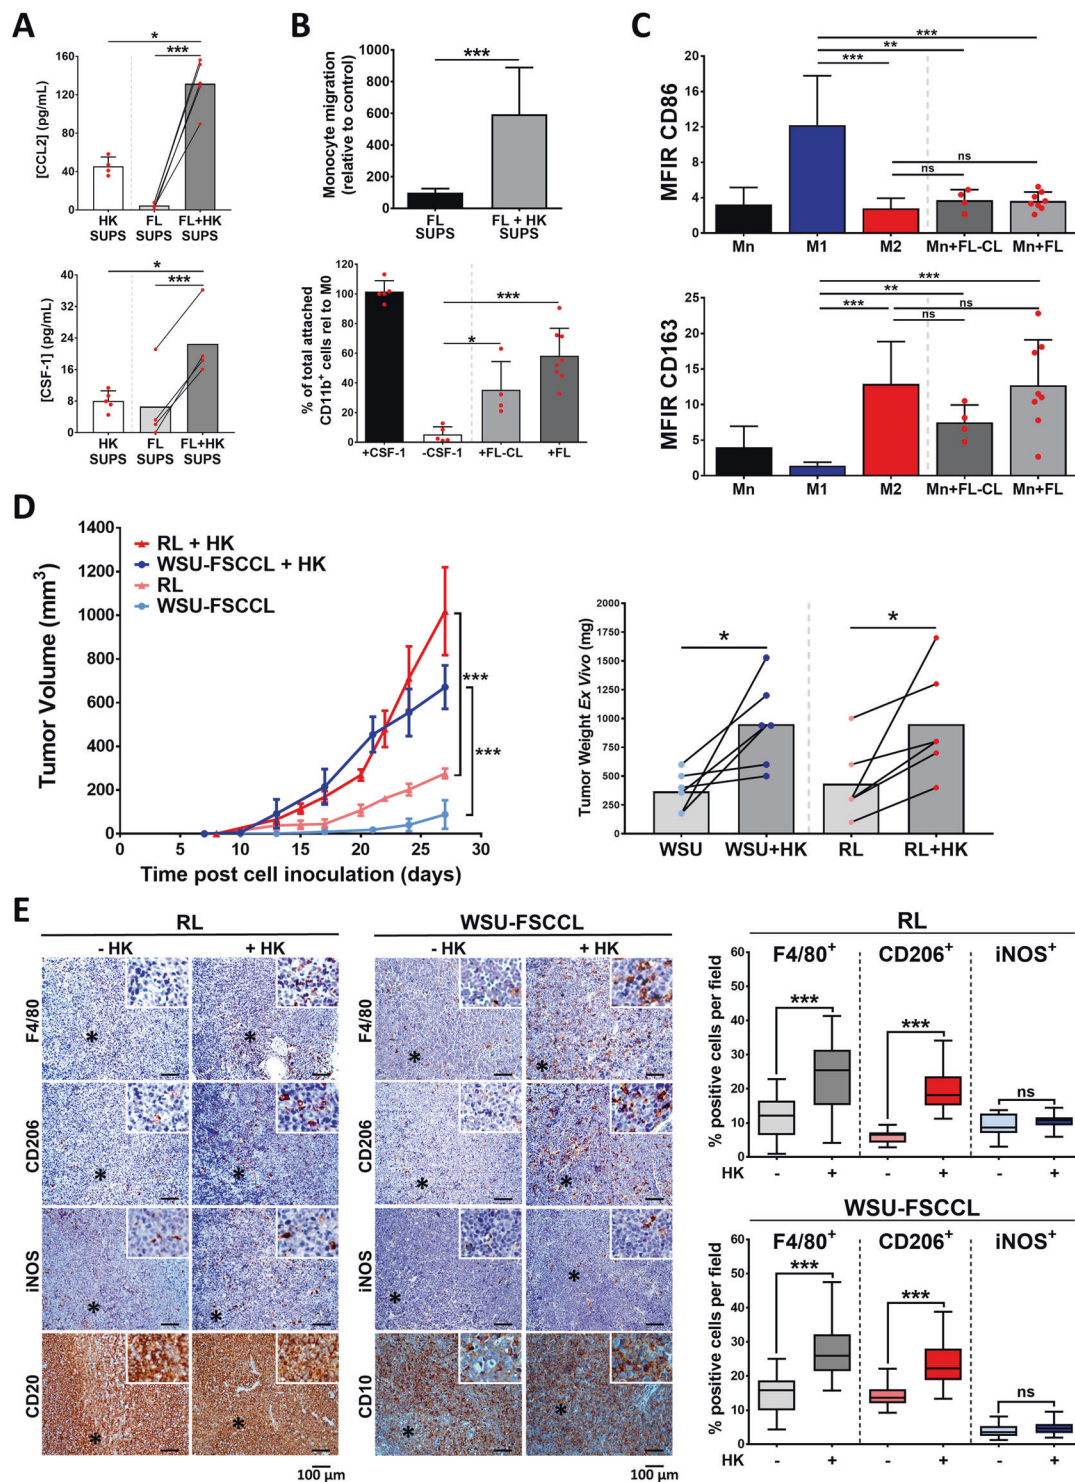 A
[CCL2] (pg/mL)
160
120
80
40
0
*
***
HK
SUPS
FL
SUPS
FL+HK
SUPS
[CSF-1] (pg/mL)
40
32
24
16
8
0
*
***
HK
SUPS
FL
SUPS
FL+HK
SUPS
B
Monocyte migration
(relative to control)
1000
800
600
400
200
0
***
FL
SUPS
FL + HK
SUPS
% of total attached
CD11b+ cells rel to M0
120
100
80
60
40
20
0
***
*
+CSF-1
-CSF-1
+FL-CL
+FL
C
MFIR CD86
20
16
12
8
4
0
***
**
***
ns
ns
Mn
M1
M2
Mn+FL-CL
Mn+FL
MFIR CD163
25
20
15
10
5
0
***
**
***
ns
ns
Mn
M1
M2
Mn+FL-CL
Mn+FL
D
Tumor Volume (mm3)
1400
1200
1000
800
600
400
200
0
RL + HK
WSU-FSCCL + HK
RL
WSU-FSCCL
***
***
0 5 10 15 20 25 30
Time post cell inoculation (days)
Tumor Weight Ex Vivo (mg)
2000
1750
1500
1250
1000
750
500
250
0
*
*
WSU
WSU+HK
RL
RL+HK
E
RL
- HK
+ HK
WSU-FSCCL
- HK
+ HK
F4/80
* * * *
CD206
* * * *
iNOS
* * * *
CD20
* *
CD10
* *
100 µm
100 µm
RL
F4/80+
CD206+
iNOS+
% positive cells per field
60
50
40
30
20
10
0
***
***
ns
HK - + - + - +
WSU-FSCCL
F4/80+
CD206+
iNOS+
% positive cells per field
60
50
40
30
20
10
0
***
***
ns
HK - + - + - +